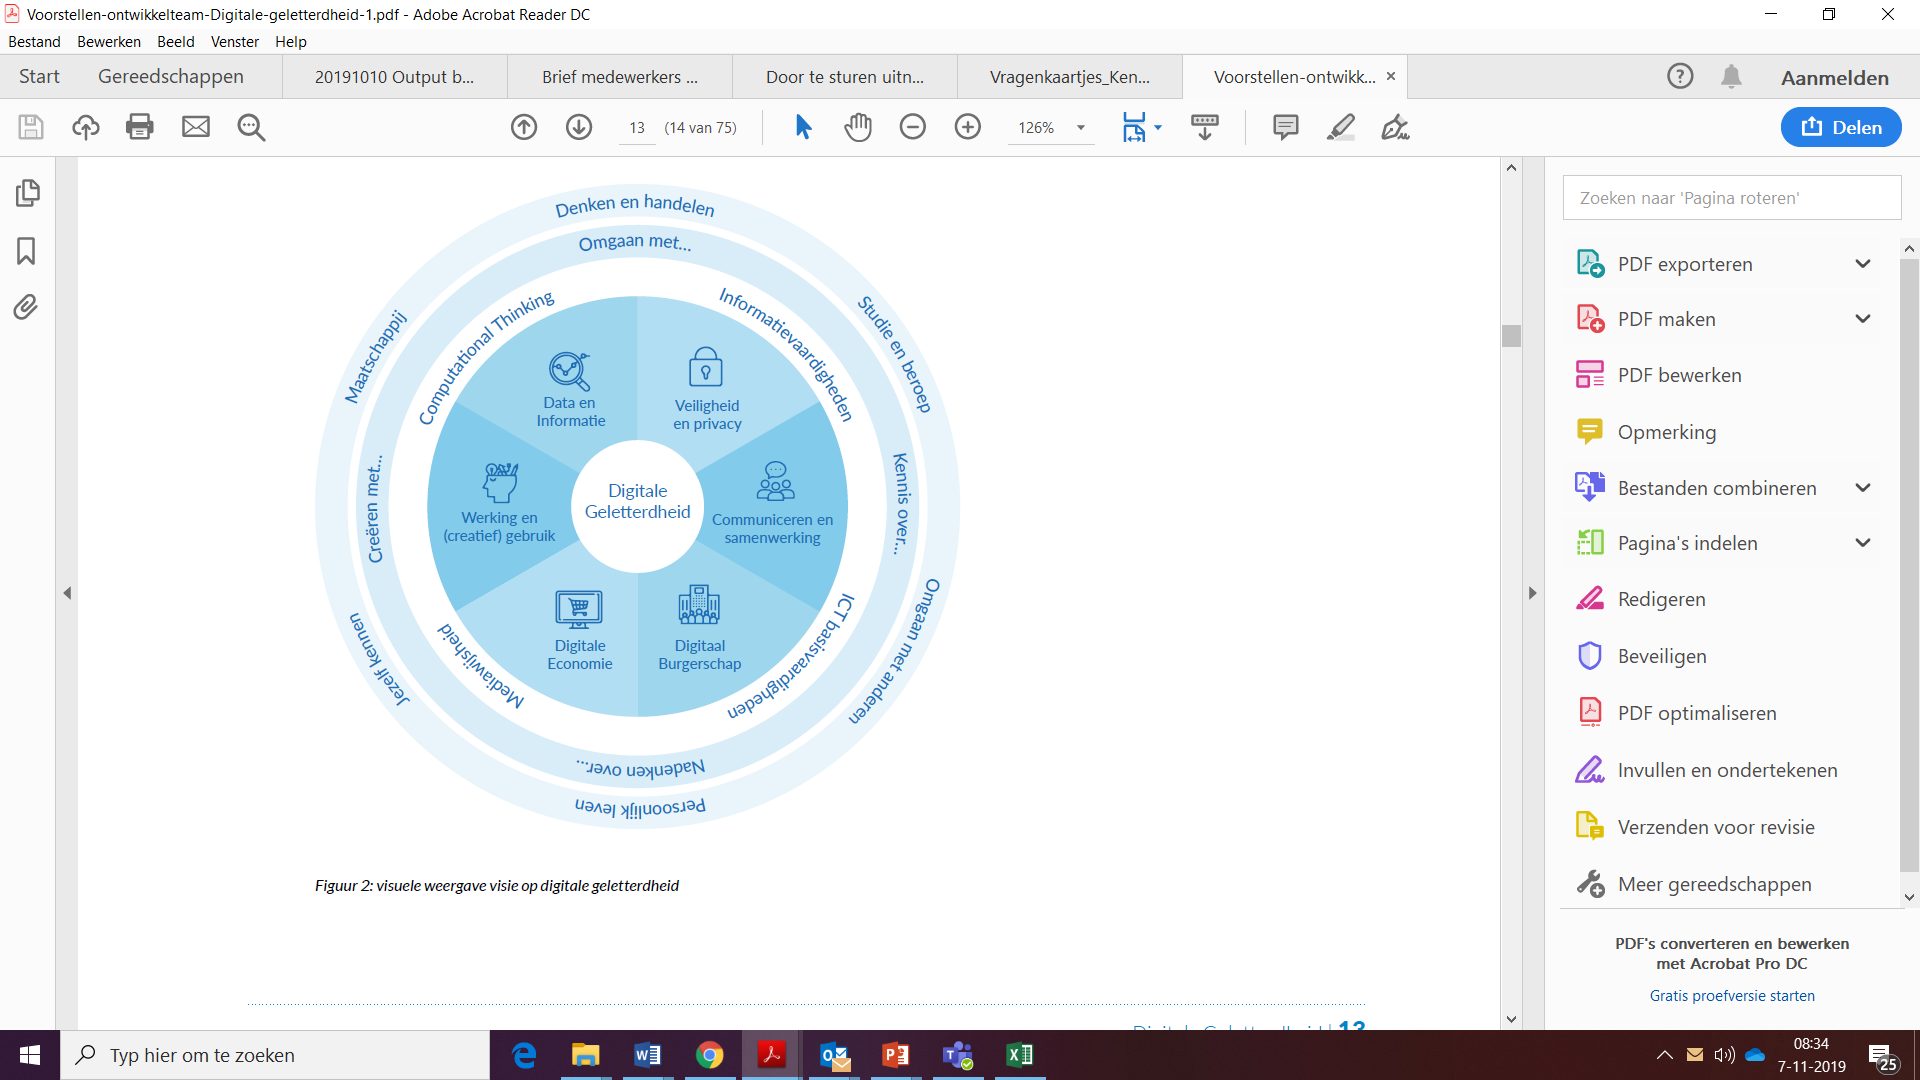 Voorstellen-ontwikkelteam-Digitale-geletterdheid-1.pdf - Adobe Acrobat Reader DC
Bestand Bewerken Beeld Venster Help
Start Gereedschappen 20191010 Output b... Brief medewerkers ... Door te sturen uitn... Vragenkaartjes_Ken... Voorstellen-ontwikk... × Aanmelden
13 (14 van 75) 126% Delen
Denken en handelen
Omgaan met...
Studie en beroep
Kennis over...
Omgaan met anderen
Nadenken over...
Persoonlijk leven
Jezelf kennen
Creëren met...
Maatschappij
Computational Thinking
Informatievaardigheden
ICT basisvaardigheden
Mediawijsheid
Data en
Informatie
Veiligheid
en privacy
Werking en
(creatief) gebruik
Digitale
Geletterdheid
Communiceren en
samenwerking
Digitale
Economie
Digitaal
Burgerschap
Figuur 2: visuele weergave visie op digitale geletterdheid
Digitale Geletterdheid | 13
Zoeken naar 'Pagina roteren'
PDF exporteren
PDF maken
PDF bewerken
Opmerking
Bestanden combineren
Pagina's indelen
Redigeren
Beveiligen
PDF optimaliseren
Invullen en ondertekenen
Verzenden voor revisie
Meer gereedschappen
PDF's converteren en bewerken
met Acrobat Pro DC
Gratis proefversie starten
Typ hier om te zoeken
08:34
7-11-2019
25